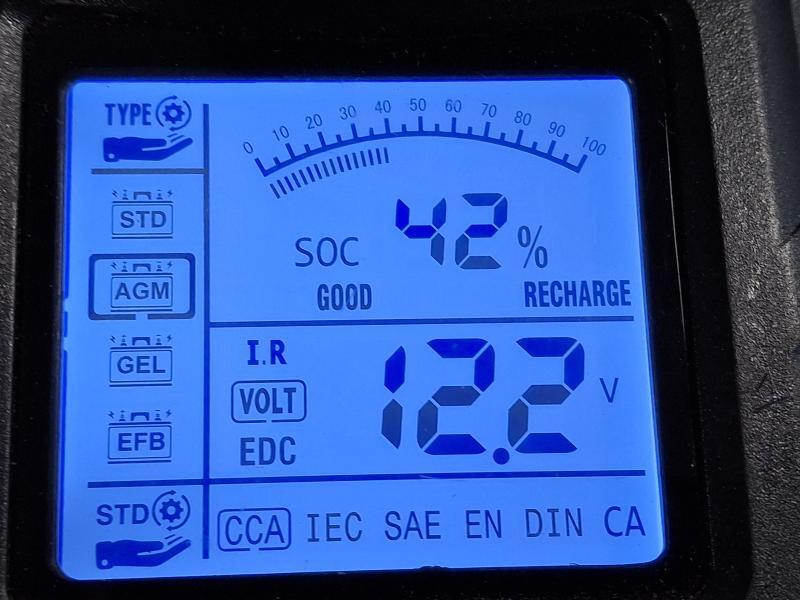 TYPE
0 10 20 30 40 50 60 70 80 90 100
STD
SOC 42 %
AGM
GOOD RECHARGE
GEL
I.R
12.2 V
VOLT
EFB
EDC
STD
CCA IEC SAE EN DIN CA